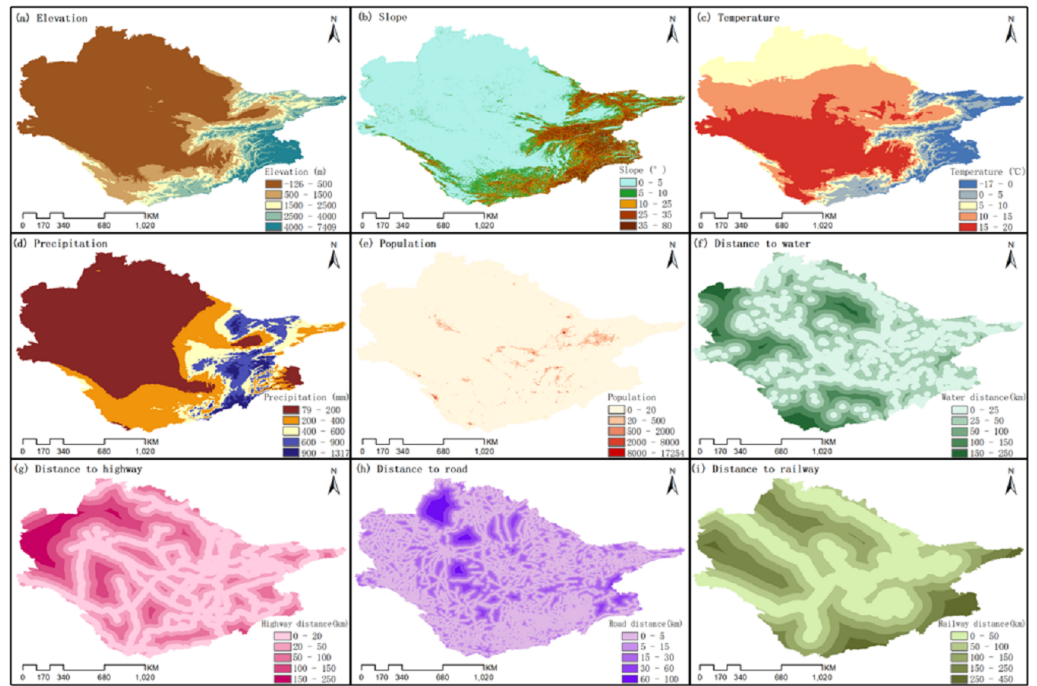 (a) Elevation
N
Elevation (m)
-126 - 500
500 - 1500
1500 - 2500
2500 - 4000
4000 - 7409
0 170 340 680 1,020 KM
(b) Slope
N
Slope (°)
0 - 5
5 - 10
10 - 25
25 - 35
35 - 80
0 170 340 680 1,020 KM
(c) Temperature
N
Temperature (℃)
-17 - 0
0 - 5
5 - 10
10 - 15
15 - 20
0 170 340 680 1,020 KM
(d) Precipitation
N
Precipitation (mm)
79 - 200
200 - 400
400 - 600
600 - 900
900 - 1317
0 170 340 680 1,020 KM
(e) Population
N
Population
0 - 20
20 - 500
500 - 2000
2000 - 8000
8000 - 17254
0 170 340 680 1,020 KM
(f) Distance to water
N
Water distance(km)
0 - 25
25 - 50
50 - 100
100 - 150
150 - 250
0 170 340 680 1,020 KM
(g) Distance to highway
N
Highway distance(km)
0 - 20
20 - 50
50 - 100
100 - 150
150 - 250
0 170 340 680 1,020 KM
(h) Distance to road
N
Road distance(km)
0 - 5
5 - 15
15 - 30
30 - 60
60 - 100
0 170 340 680 1,020 KM
(i) Distance to railway
N
Railway distance(km)
0 - 50
50 - 100
100 - 150
150 - 250
250 - 450
0 170 340 680 1,020 KM